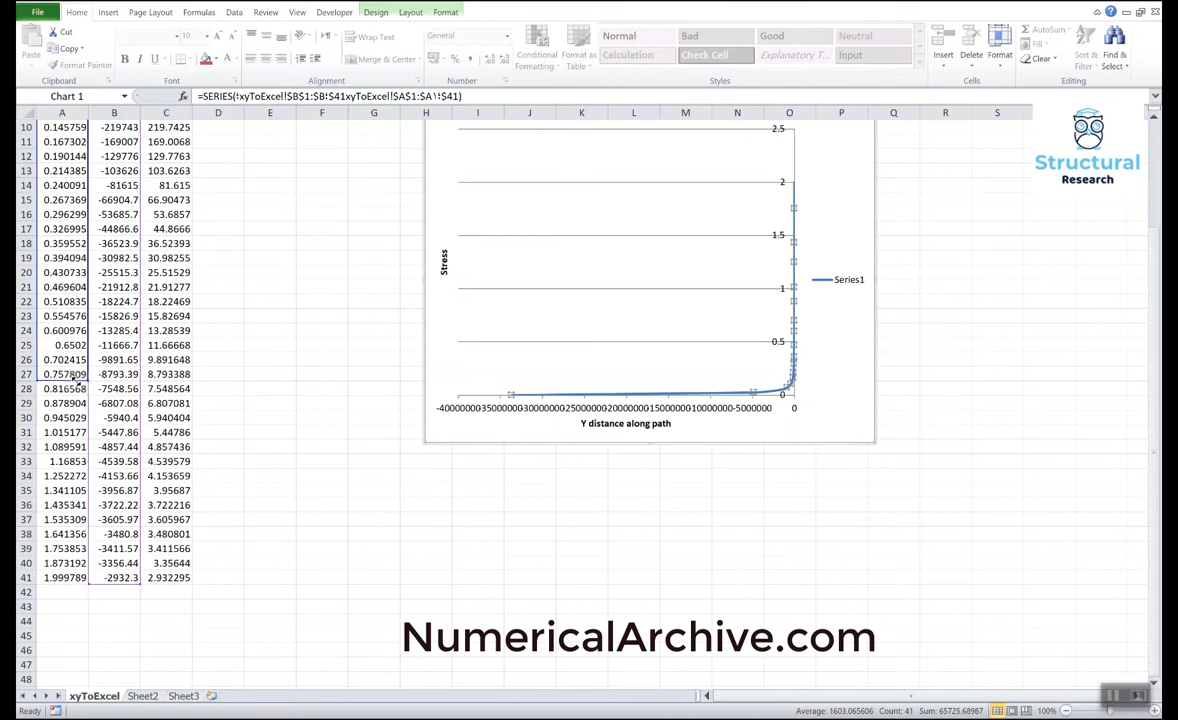 File Home Insert Page Layout Formulas Data Review View Developer Design Layout Format
Cut
Copy
Format Painter
Paste
10
Wrap Text
Merge & Center
General
Conditional Formatting
Format as Table
Normal Bad Good Neutral
Calculation Check Cell Explanatory T... Input
Insert Delete Format
AutoSum
Fill
Clear
Sort & Filter
Find & Select
Clipboard Font Alignment Number Styles Cells Editing
Chart 1
A B C D E F G H I J K L M N O P Q R S
10 0.145759 -219743 219.7425
11 0.167302 -169007 169.0068
12 0.190144 -129776 129.7763
13 0.214385 -103626 103.6263
14 0.240091 -81615 81.615
15 0.267369 -66904.7 66.90473
16 0.296299 -53685.7 53.6857
17 0.326995 -44866.6 44.8666
18 0.359552 -36523.9 36.52393
19 0.394094 -30982.5 30.98255
20 0.430733 -25515.3 25.51529
21 0.469604 -21912.8 21.91277
22 0.510835 -18224.7 18.22469
23 0.554576 -15826.9 15.82694
24 0.600976 -13285.4 13.28539
25 0.6502 -11666.7 11.66668
26 0.702415 -9891.65 9.891648
27 0.757809 -8793.39 8.793388
28 0.816568 -7548.56 7.548564
29 0.878904 -6807.08 6.807081
30 0.945029 -5940.4 5.940404
31 1.015177 -5447.86 5.44786
32 1.089591 -4857.44 4.857436
33 1.16853 -4539.58 4.539579
34 1.252272 -4153.66 4.153659
35 1.341105 -3956.87 3.95687
36 1.435341 -3722.22 3.722216
37 1.535309 -3605.97 3.605967
38 1.641356 -3480.8 3.480801
39 1.753853 -3411.57 3.411566
40 1.873192 -3356.44 3.35644
41 1.999789 -2932.3 2.932295
42
43
44
45
46
47
48
2.5
2
1.5
1
0.5
0
Stress
Series1
-40000000 -35000000 -30000000 -25000000 -20000000 -15000000 -10000000 -5000000 0
Y distance along path
Structural
Research
NumericalArchive.com
xyToExcel Sheet2 Sheet3
Ready
Average: 1603.065606 Count: 41 Sum: 65725.68987
100%